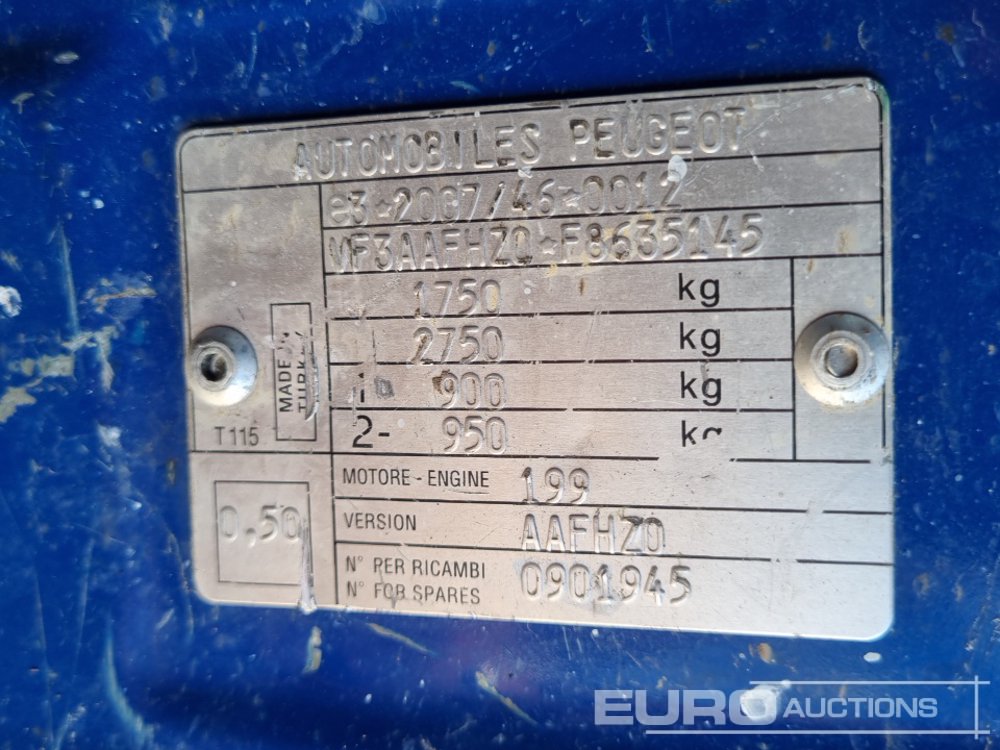 AUTOMOBILES PEUGEOT
e3*2007/46*0012
VF3AAFHZ0*F8635145
1750 kg
2750 kg
1- 900 kg
2- 950 kg
MADE IN
TURKEY
T115
0,50
MOTORE - ENGINE 199
VERSION AAFHZ0
N° PER RICAMBI
N° FOR SPARES 0901945
EURO AUCTIONS